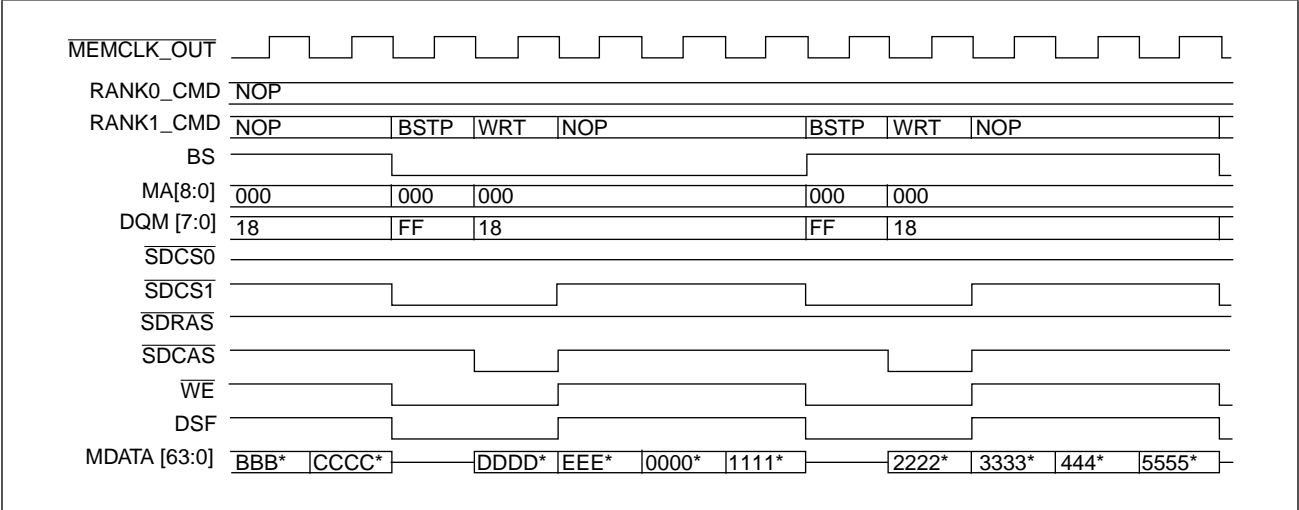 MEMCLK_OUT
RANK0_CMD NOP
RANK1_CMD NOP BSTP WRT NOP BSTP WRT NOP
BS
MA[8:0] 000 000 000 000 000
DQM [7:0] 18 FF 18 FF 18
SDCS0
SDCS1
SDRAS
SDCAS
WE
DSF
MDATA [63:0] BBB* CCCC* DDDD* EEE* 0000* 1111* 2222* 3333* 444* 5555*